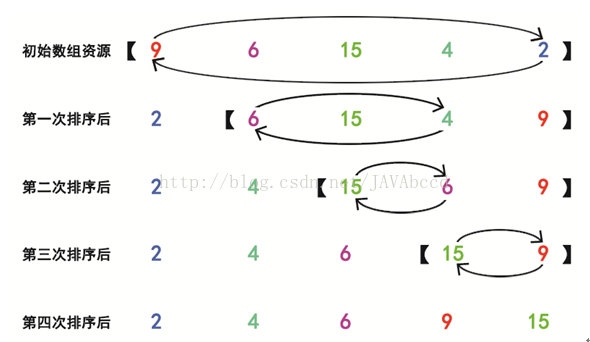 初始数组资源 【 9 6 15 4 2 】
第一次排序后 2 【 6 15 4 9 】
第二次排序后 2 4 【 15 6 9 】
http://blog.csdn.net/JAVAbccd
第三次排序后 2 4 6 【 15 9 】
第四次排序后 2 4 6 9 15